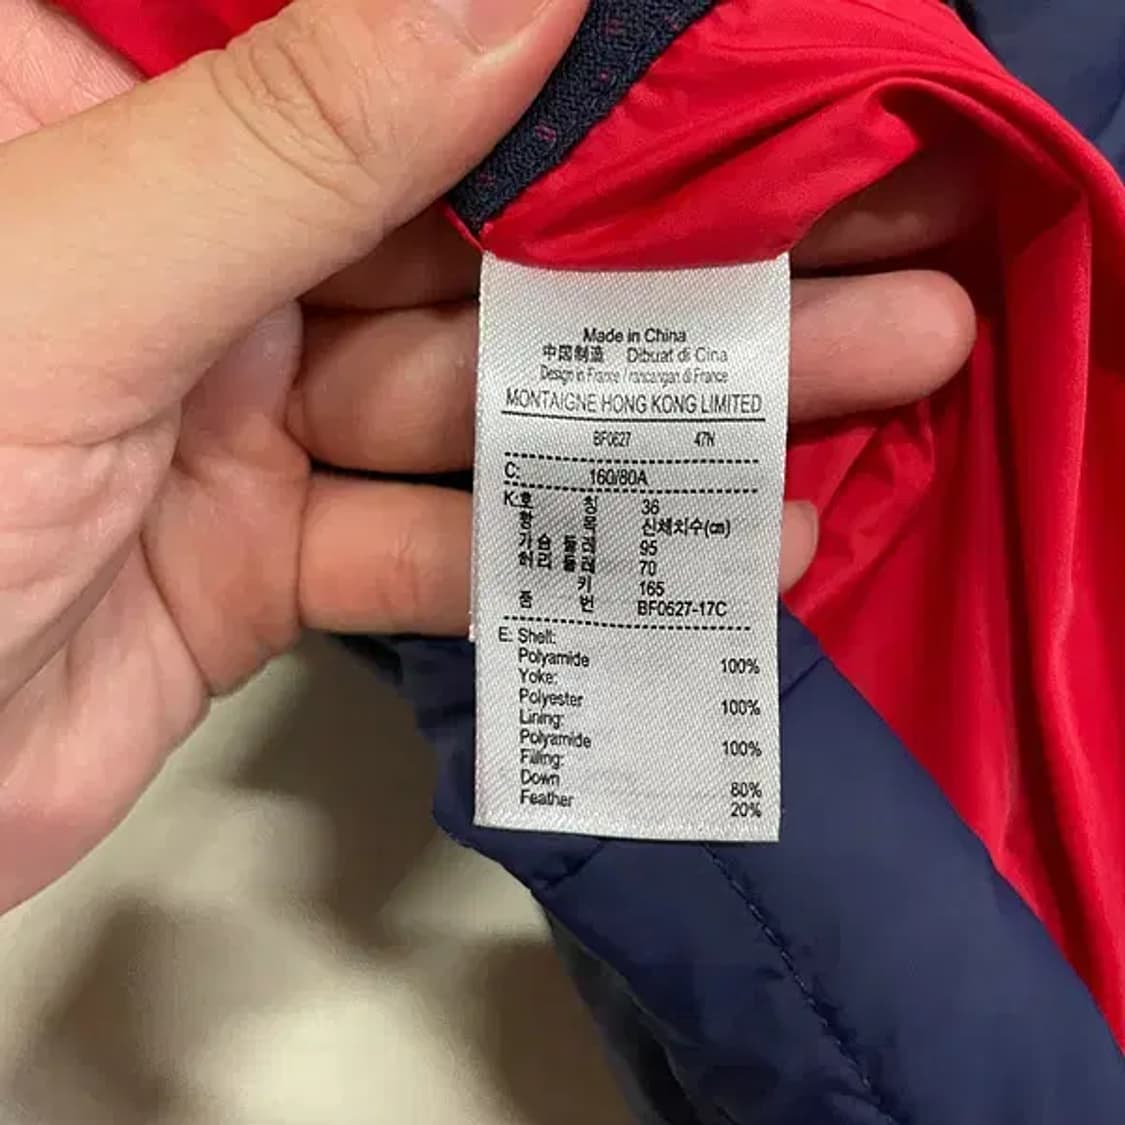 Made in China
中国制造 Dibuat di Cina
Design in France / rancangan di France
MONTAIGNE HONG KONG LIMITED
BF0627 47N
C: 160/80A
K:호 칭 36
항 목 신체치수(cm)
가 슴 둘 레 95
허 리 둘 레 70
키 165
품 번 BF0627-17C
E: Shell:
Polyamide 100%
Yoke:
Polyester 100%
Lining:
Polyamide 100%
Filling:
Down 80%
Feather 20%